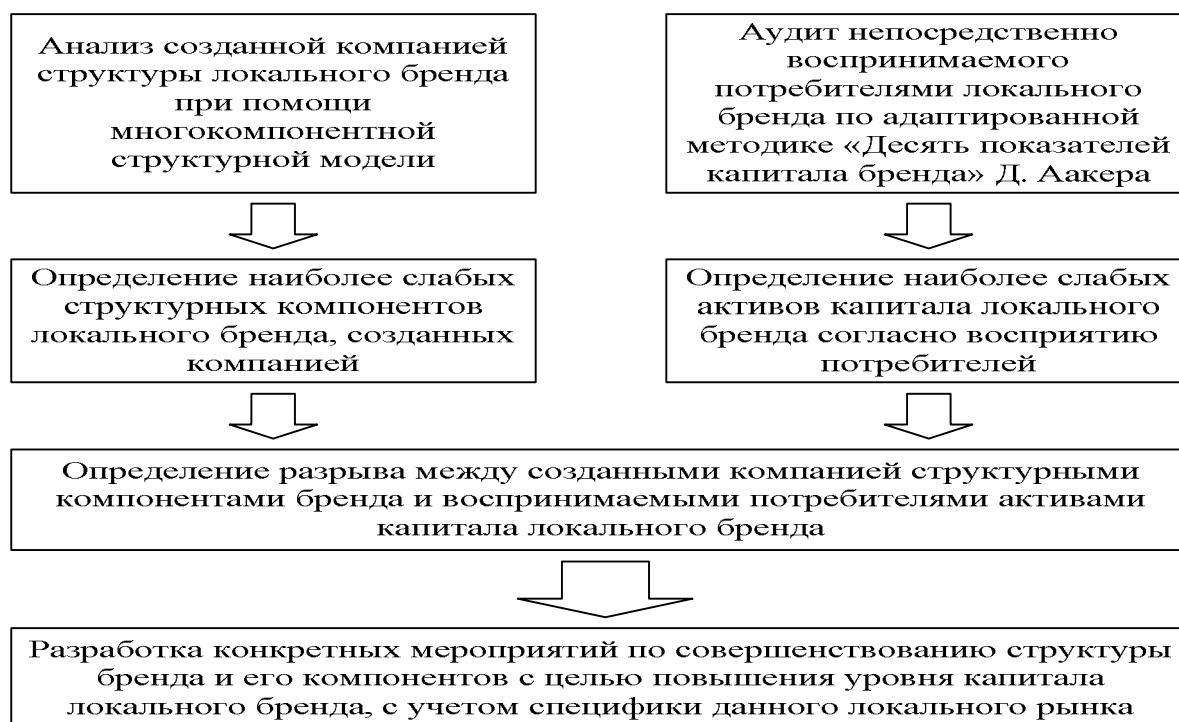 Анализ созданной компанией
структуры локального бренда
при помощи
многокомпонентной
структурной модели
Аудит непосредственно
воспринимаемого
потребителями локального
бренда по адаптированной
методике «Десять показателей
капитала бренда» Д. Аакера
Определение наиболее слабых
структурных компонентов
локального бренда, созданных
компанией
Определение наиболее слабых
активов капитала локального
бренда согласно восприятию
потребителей
Определение разрыва между созданными компанией структурными
компонентами бренда и воспринимаемыми потребителями активами
капитала локального бренда
Разработка конкретных мероприятий по совершенствованию структуры
бренда и его компонентов с целью повышения уровня капитала
локального бренда, с учетом специфики данного локального рынка